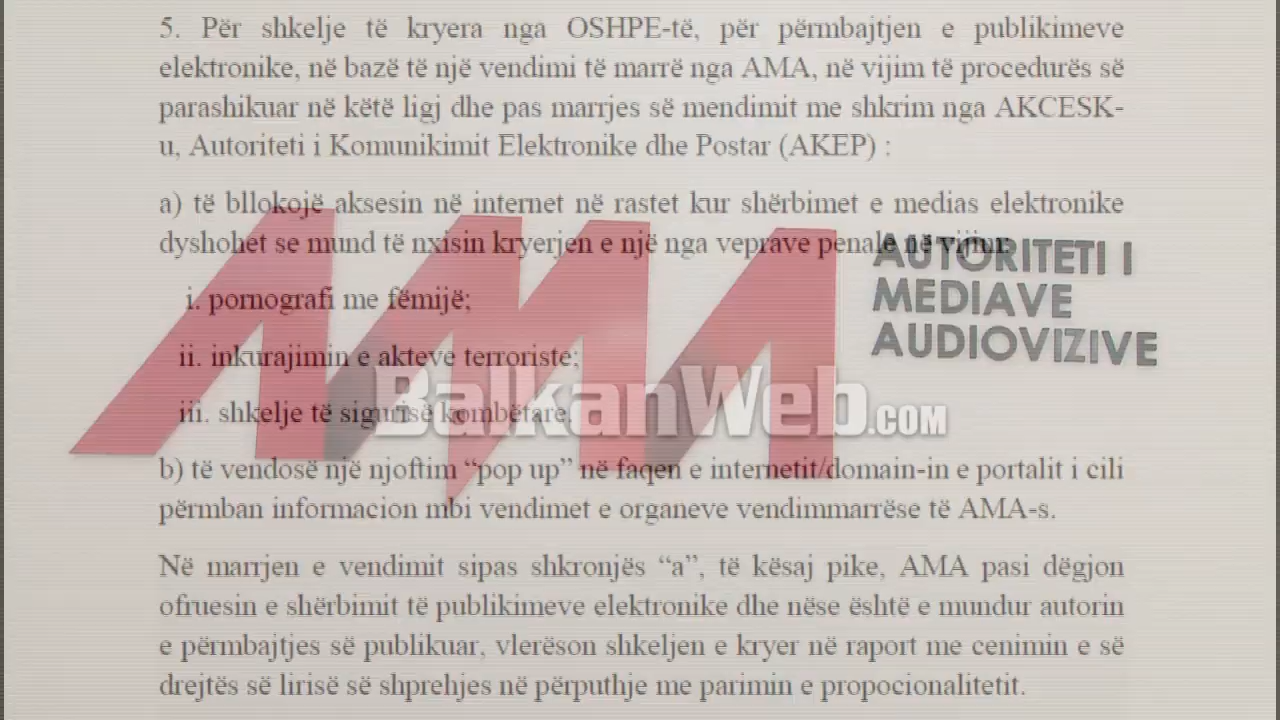 5. Për shkelje të kryera nga OSHPE-të, për përmbajtjen e publikimeve
elektronike, në bazë të një vendimi të marrë nga AMA, në vijim të procedurës së
parashikuar në këtë ligj dhe pas marrjes së mendimit me shkrim nga AKCESK-
u, Autoriteti i Komunikimit Elektronike dhe Postar (AKEP) :
a) të bllokojë aksesin në internet në rastet kur shërbimet e medias elektronike
dyshohet se mund të nxisin kryerjen e një nga veprave penale në vijim:
i. pornografi me fëmijë;
ii. inkurajimin e akteve terroriste;
iii. shkelje të sigurisë kombëtare.
b) të vendosë një njoftim “pop up” në faqen e internetit/domain-in e portalit i cili
përmban informacion mbi vendimet e organeve vendimmarrëse të AMA-s.
Në marrjen e vendimit sipas shkronjës “a”, të kësaj pike, AMA pasi dëgjon
ofruesin e shërbimit të publikimeve elektronike dhe nëse është e mundur autorin
e përmbajtjes së publikuar, vlerëson shkeljen e kryer në raport me cenimin e së
drejtës së lirisë së shprehjes në përputhje me parimin e propocionalitetit.
AMA
AUTORITETI I
MEDIAVE
AUDIOVIZIVE
BalkanWeb.COM